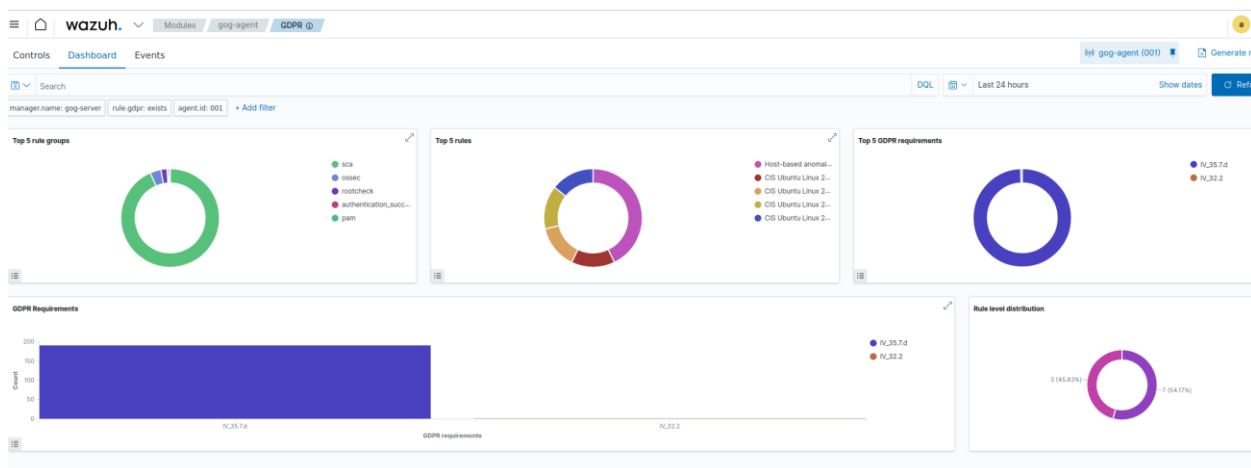 wazuh. Modules gog-agent GDPR a
Controls Dashboard Events gog-agent (001) Generate r
Search DQL Last 24 hours Show dates Refr
manager.name: gog-server rule.gdpr: exists agent.id: 001 + Add filter
Top 5 rule groups
sca
ossec
rootcheck
authentication_succ...
pam
Top 5 rules
Host-based anomal...
CIS Ubuntu Linux 2...
CIS Ubuntu Linux 2...
CIS Ubuntu Linux 2...
CIS Ubuntu Linux 2...
Top 5 GDPR requirements
IV_35.7.d
IV_32.2
GDPR Requirements
200
150
100
50
0
Count
IV_35.7.d
IV_32.2
GDPR requirements
IV_35.7.d
IV_32.2
Rule level distribution
3 (45.83%)
7 (54.17%)